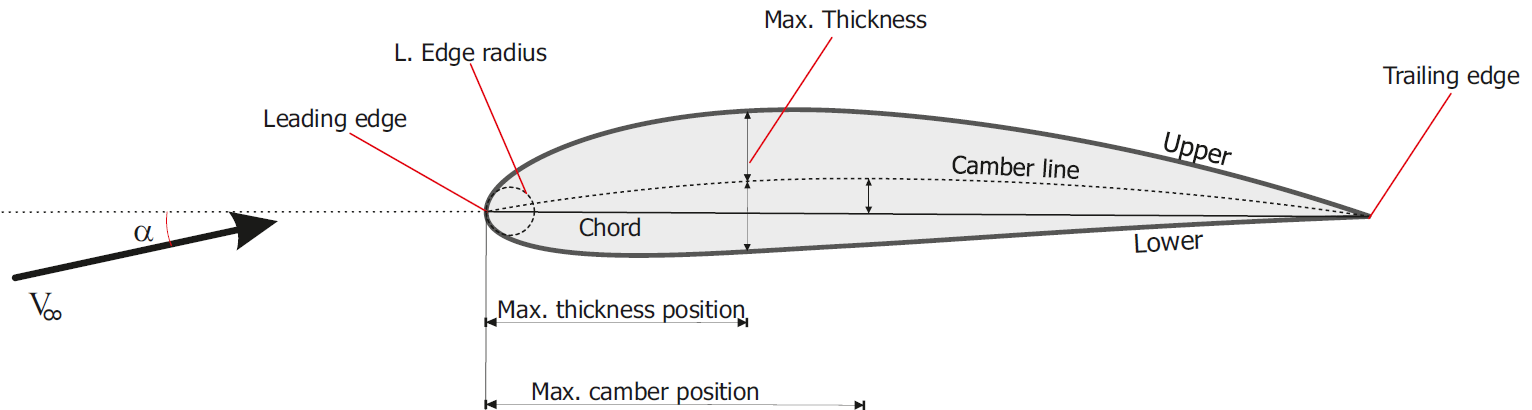 Max. Thickness
L. Edge radius
Trailing edge
Leading edge
Upper
Camber line
α
Chord
Lower
V∞
Max. thickness position
Max. camber position